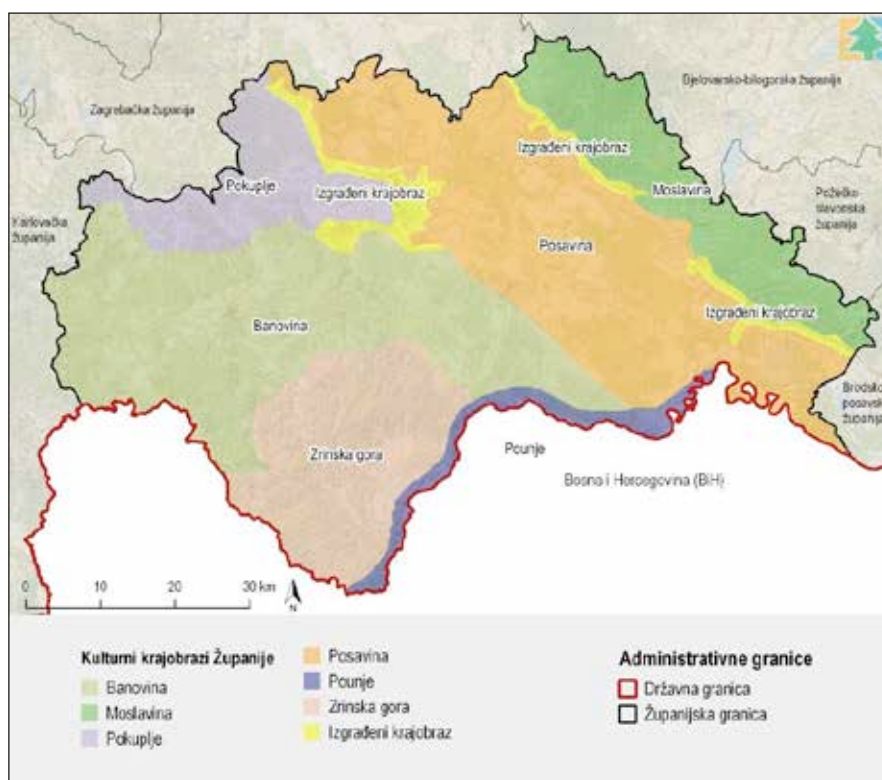 Zagrebačka županija
Bjelovarsko-bilogorska županija
Izgrađeni krajobraz
Pokuplje
Izgrađeni krajobraz
Moslavina
Požeško
slavonska
županija
Karlovačka
županija
Posavina
Banovina
Izgrađeni krajobraz
Brodsko
posavska
županija
Zrinska gora
Pounje
Bosna i Hercegovina (BiH)
0 10 20 30 km
N
Kulturni krajobrazi Županije
Banovina
Moslavina
Pokuplje
Posavina
Pounje
Zrinska gora
Izgrađeni krajobraz
Administrativne granice
Državna granica
Županijska granica